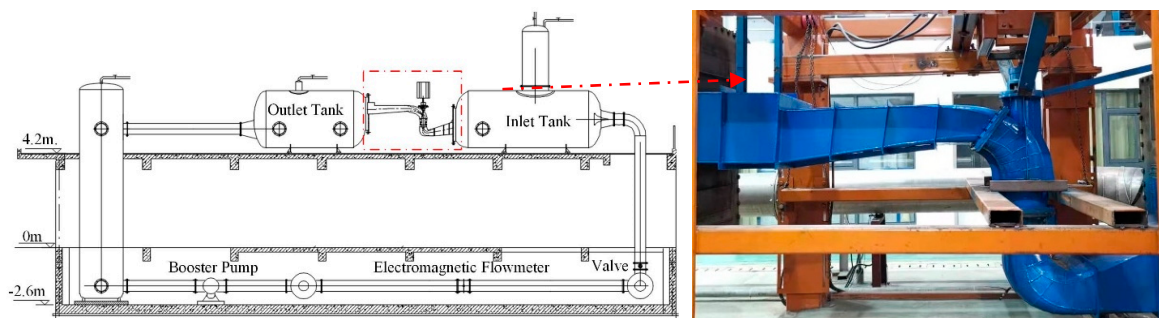 Outlet Tank
Inlet Tank
4.2m.
0m
Booster Pump
Electromagnetic Flowmeter
Valve
-2.6m